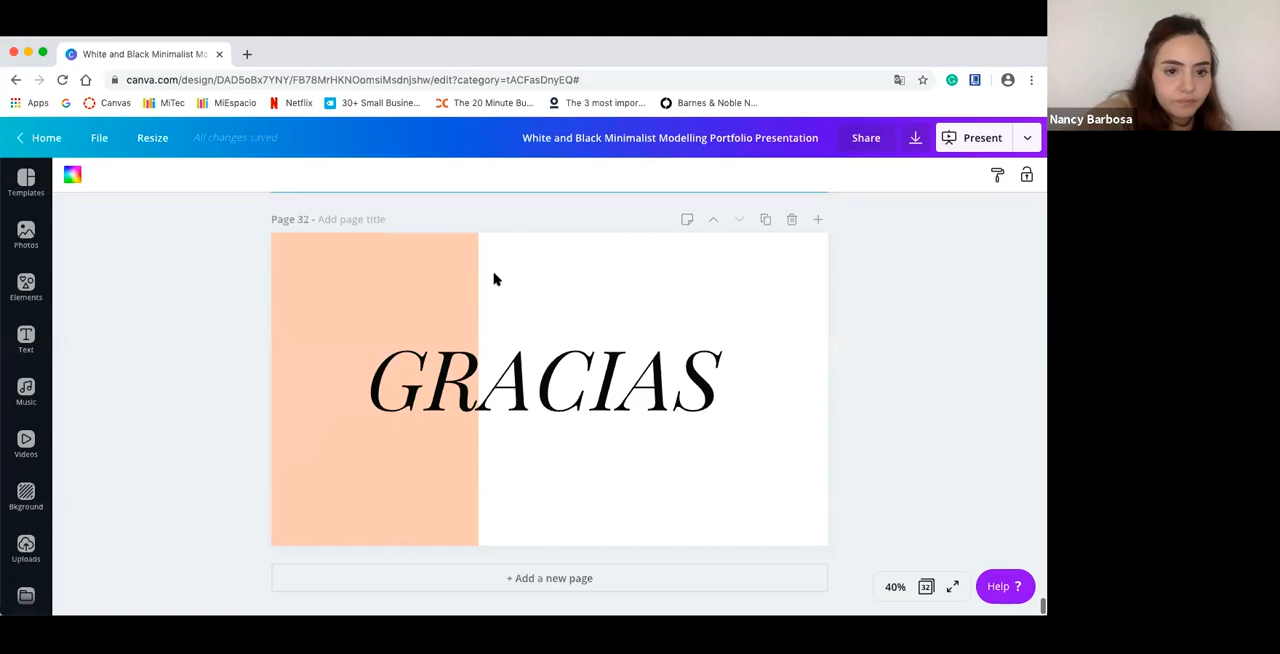 White and Black Minimalist Mo
canva.com/design/DAD5oBx7YNY/FB78MrHKNOomsiMsdnjshw/edit?category=tACFasDnyEQ#
Apps
G
Canvas
MiTec
MiEspacio
N Netflix
30+ Small Busine...
The 20 Minute Bu...
The 3 most impor...
Barnes & Noble N...
Nancy Barbosa
Home
File
Resize
All changes saved
White and Black Minimalist Modelling Portfolio Presentation
Share
Present
Templates
Photos
Elements
Text
Music
Videos
Bkground
Uploads
Page 32 - Add page title
GRACIAS
+ Add a new page
40%
32
Help ?